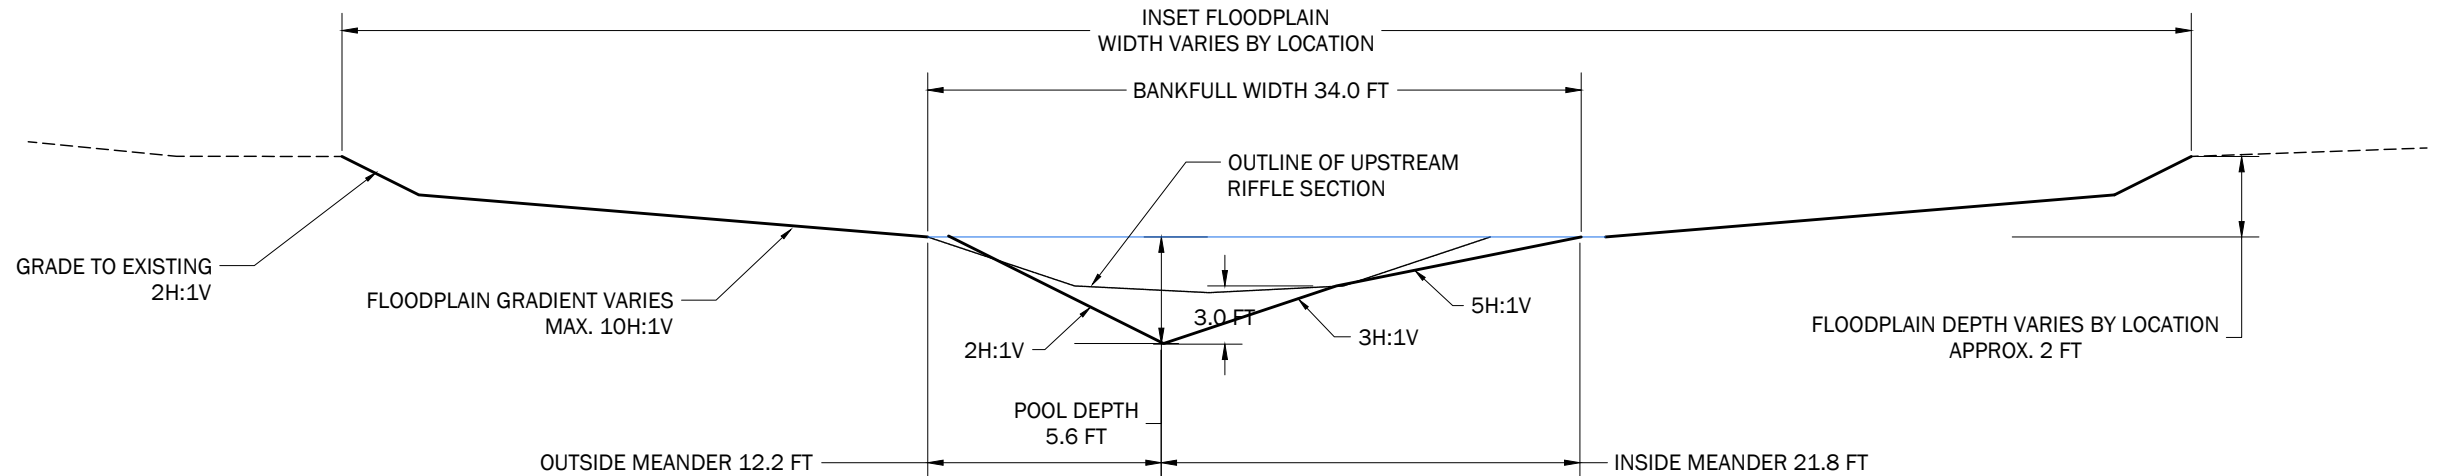 INSET FLOODPLAIN
WIDTH VARIES BY LOCATION
BANKFULL WIDTH 34.0 FT
OUTLINE OF UPSTREAM
RIFFLE SECTION
GRADE TO EXISTING
2H:1V
FLOODPLAIN GRADIENT VARIES
MAX. 10H:1V
3.0 FT
5H:1V
2H:1V
3H:1V
FLOODPLAIN DEPTH VARIES BY LOCATION
APPROX. 2 FT
POOL DEPTH
5.6 FT
OUTSIDE MEANDER 12.2 FT
INSIDE MEANDER 21.8 FT